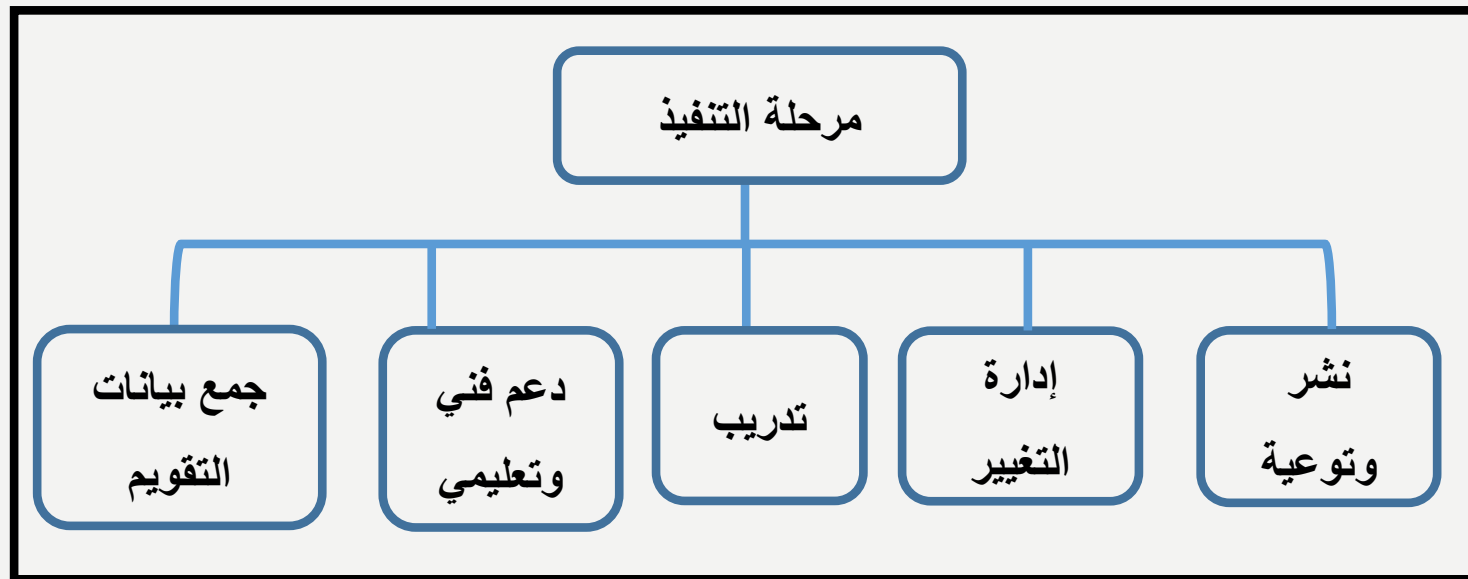 مرحلة التنفيذ
نشر
وتوعية
إدارة
التغيير
تدريب
دعم فني
وتعليمي
جمع بيانات
التقويم